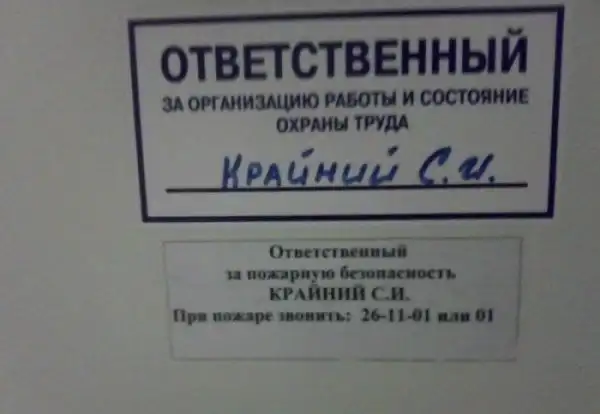 ОТВЕТСТВЕННЫЙ
ЗА ОРГАНИЗАЦИЮ РАБОТЫ И СОСТОЯНИЕ
ОХРАНЫ ТРУДА
КРАЙНИЙ С.И.
Ответственный
за пожарную безопасность
КРАЙНИЙ С.И.
При пожаре звонить: 26-11-01 или 01